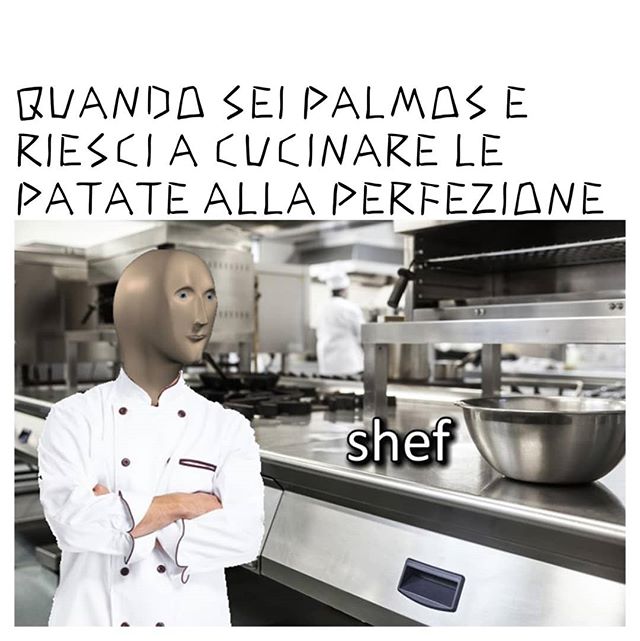 QUANDO SEI PALMOS E
RIESCI A CUCINARE LE
PATATE ALLA PERFEZIONE
shef